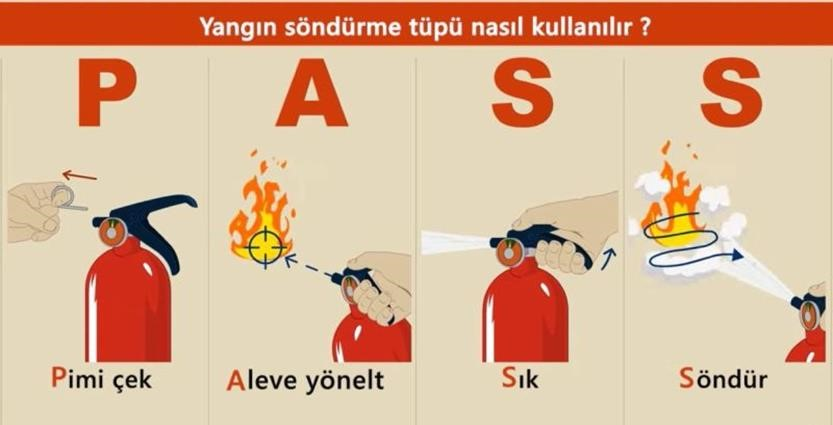 Yangın söndürme tüpü nasıl kullanılır ?
P A S S
Pimi çek
Aleve yönelt
Sık
Söndür